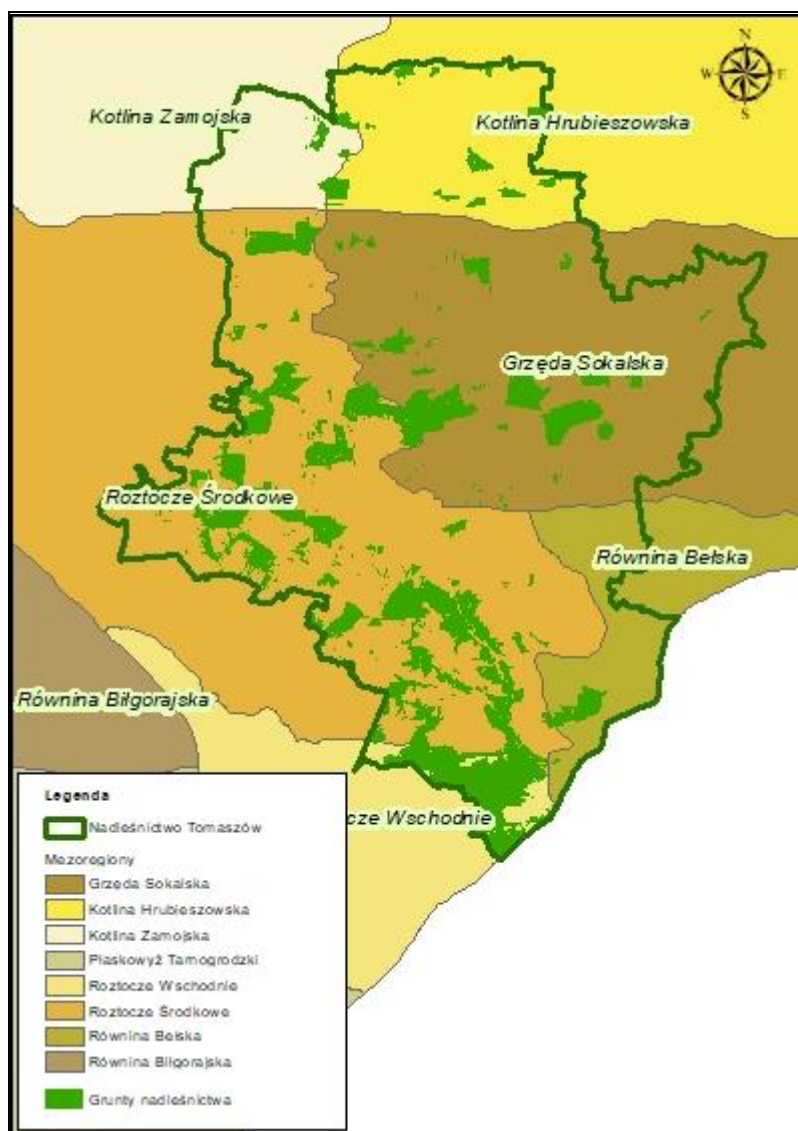 N
W E
S
Kotlina Zamojska
Kotlina Hrubieszowska
Grzęda Sokalska
Roztocze Środkowe
Równina Bełska
Równina Biłgorajska
cze Wschodnie
Legenda
Nadleśnictwo Tomaszów
Mezoregiony
Grzęda Sokalska
Kotlina Hrubieszowska
Kotlina Zamojska
Płaskowyż Tarnogrodzki
Roztocze Wschodnie
Roztocze Środkowe
Równina Bełska
Równina Biłgorajska
Grunty nadleśnictwa